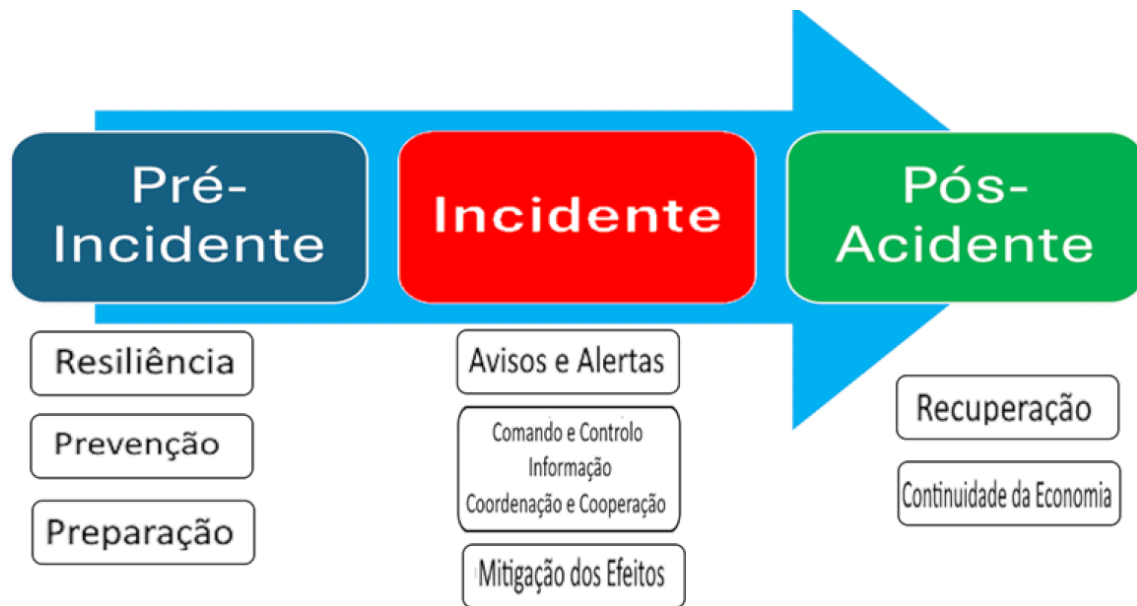 Pré-
Incidente
Incidente
Pós-
Acidente
Resiliência
Prevenção
Preparação
Avisos e Alertas
Comando e Controlo
Informação
Coordenação e Cooperação
Mitigação dos Efeitos
Recuperação
Continuidade da Economia